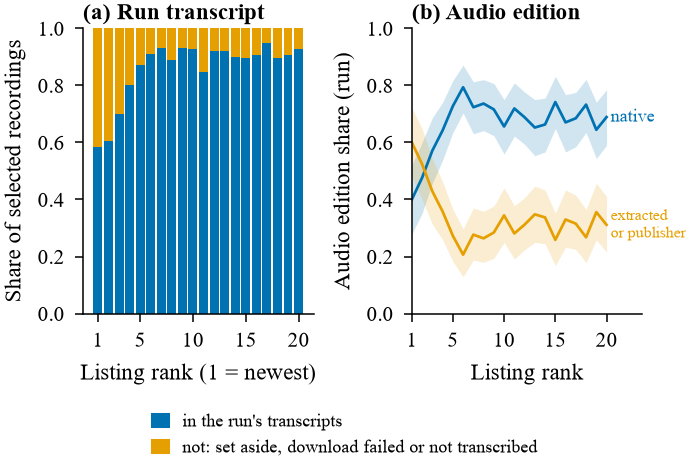 (a) Run transcript
Share of selected recordings
1.0
0.8
0.6
0.4
0.2
0.0
1
5
10
15
20
Listing rank (1 = newest)
(b) Audio edition
Audio edition share (run)
1.0
0.8
0.6
0.4
0.2
0.0
native
extracted
or publisher
1
5
10
15
20
Listing rank
in the run's transcripts
not: set aside, download failed or not transcribed